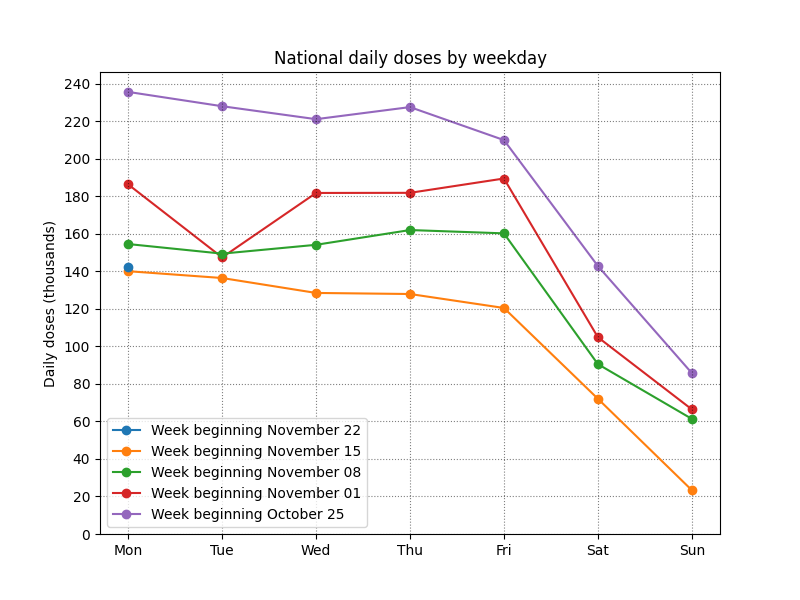 National daily doses by weekday
Daily doses (thousands)
240
220
200
180
160
140
120
100
80
60
40
20
0
Week beginning November 22
Week beginning November 15
Week beginning November 08
Week beginning November 01
Week beginning October 25
Mon Tue Wed Thu Fri Sat Sun